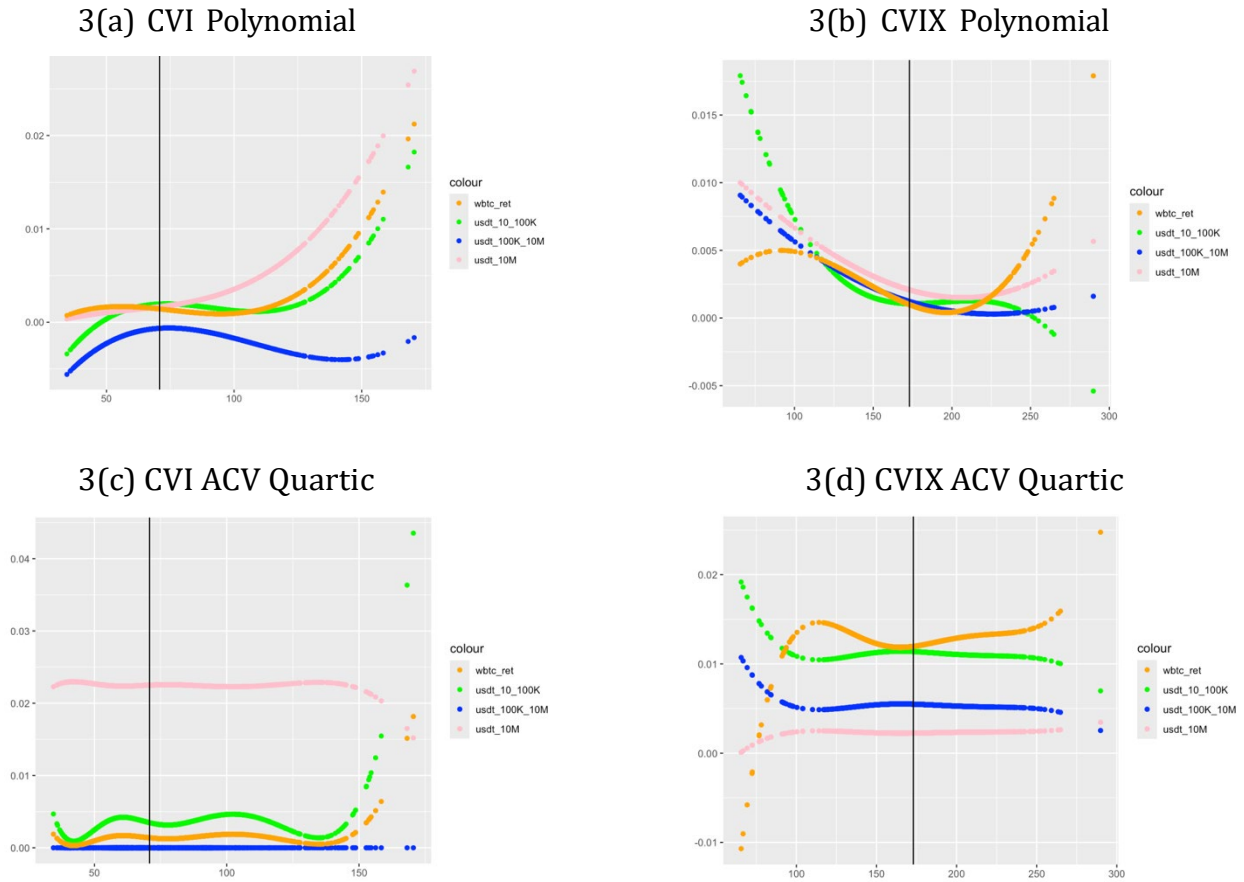 3(a) CVI Polynomial
3(b) CVIX Polynomial
0.02
0.01
0.00
50
100
150
colour
wbtc_ret
usdt_10_100K
usdt_100K_10M
usdt_10M
0.015
0.010
0.005
0.000
-0.005
100
150
200
250
300
colour
wbtc_ret
usdt_10_100K
usdt_100K_10M
usdt_10M
3(c) CVI ACV Quartic
3(d) CVIX ACV Quartic
0.04
0.03
0.02
0.01
0.00
50
100
150
colour
wbtc_ret
usdt_10_100K
usdt_100K_10M
usdt_10M
0.02
0.01
0.00
-0.01
100
150
200
250
300
colour
wbtc_ret
usdt_10_100K
usdt_100K_10M
usdt_10M